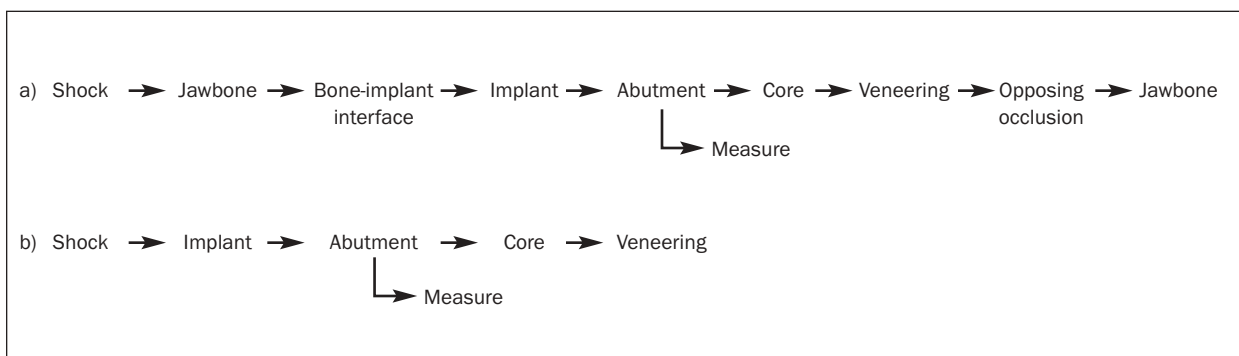 a) Shock Jawbone Bone-implant Implant Abutment Core Veneering Opposing Jawbone
interface occlusion
Measure
b) Shock Implant Abutment Core Veneering
Measure